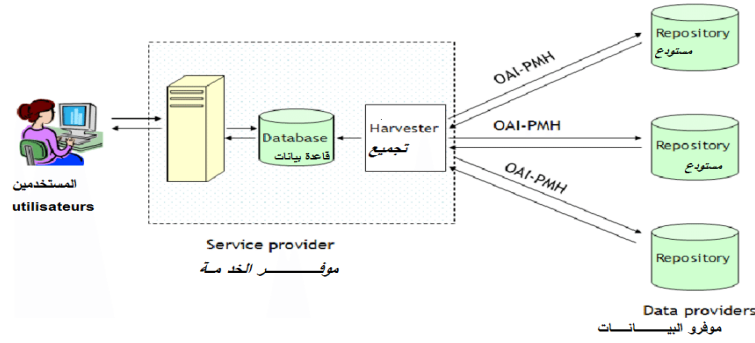 Repository
مستودع
OAI-PMH
OAI-PMH
Repository
مستودع
Harvester
تجميع
Database
قاعدة بيانات
OAI-PMH
المستخدمين
utilisateurs
Service provider
موفـــــــــر الخد مـة
Repository
Data providers
موفرو البيـــــانـــات